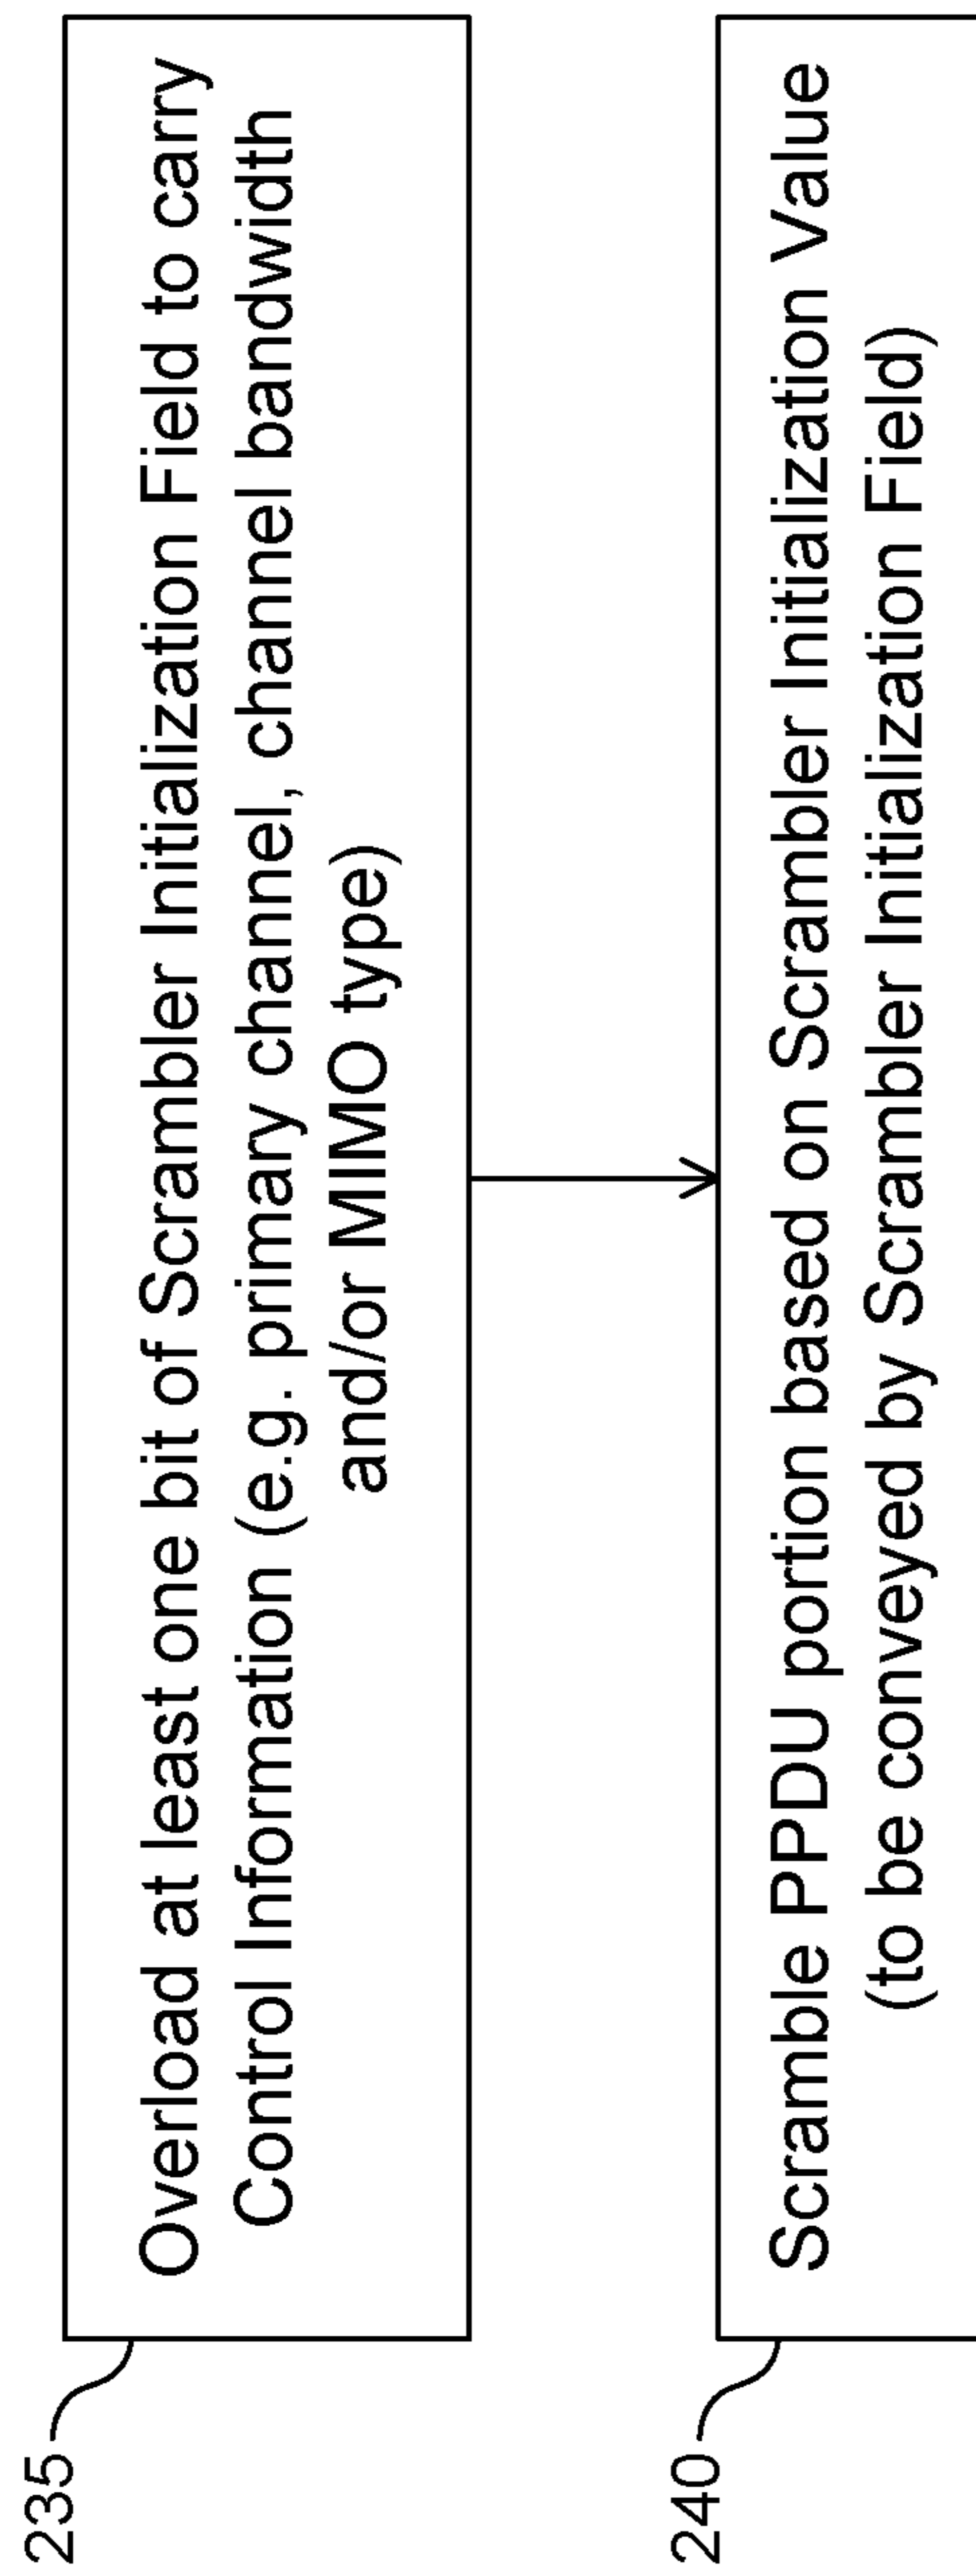 235
Overload at least one bit of Scrambler Initialization Field to carry
Control Information (e.g. primary channel, channel bandwidth
and/or MIMO type)
240
Scramble PPDU portion based on Scrambler Initialization Value
(to be conveyed by Scrambler Initialization Field)